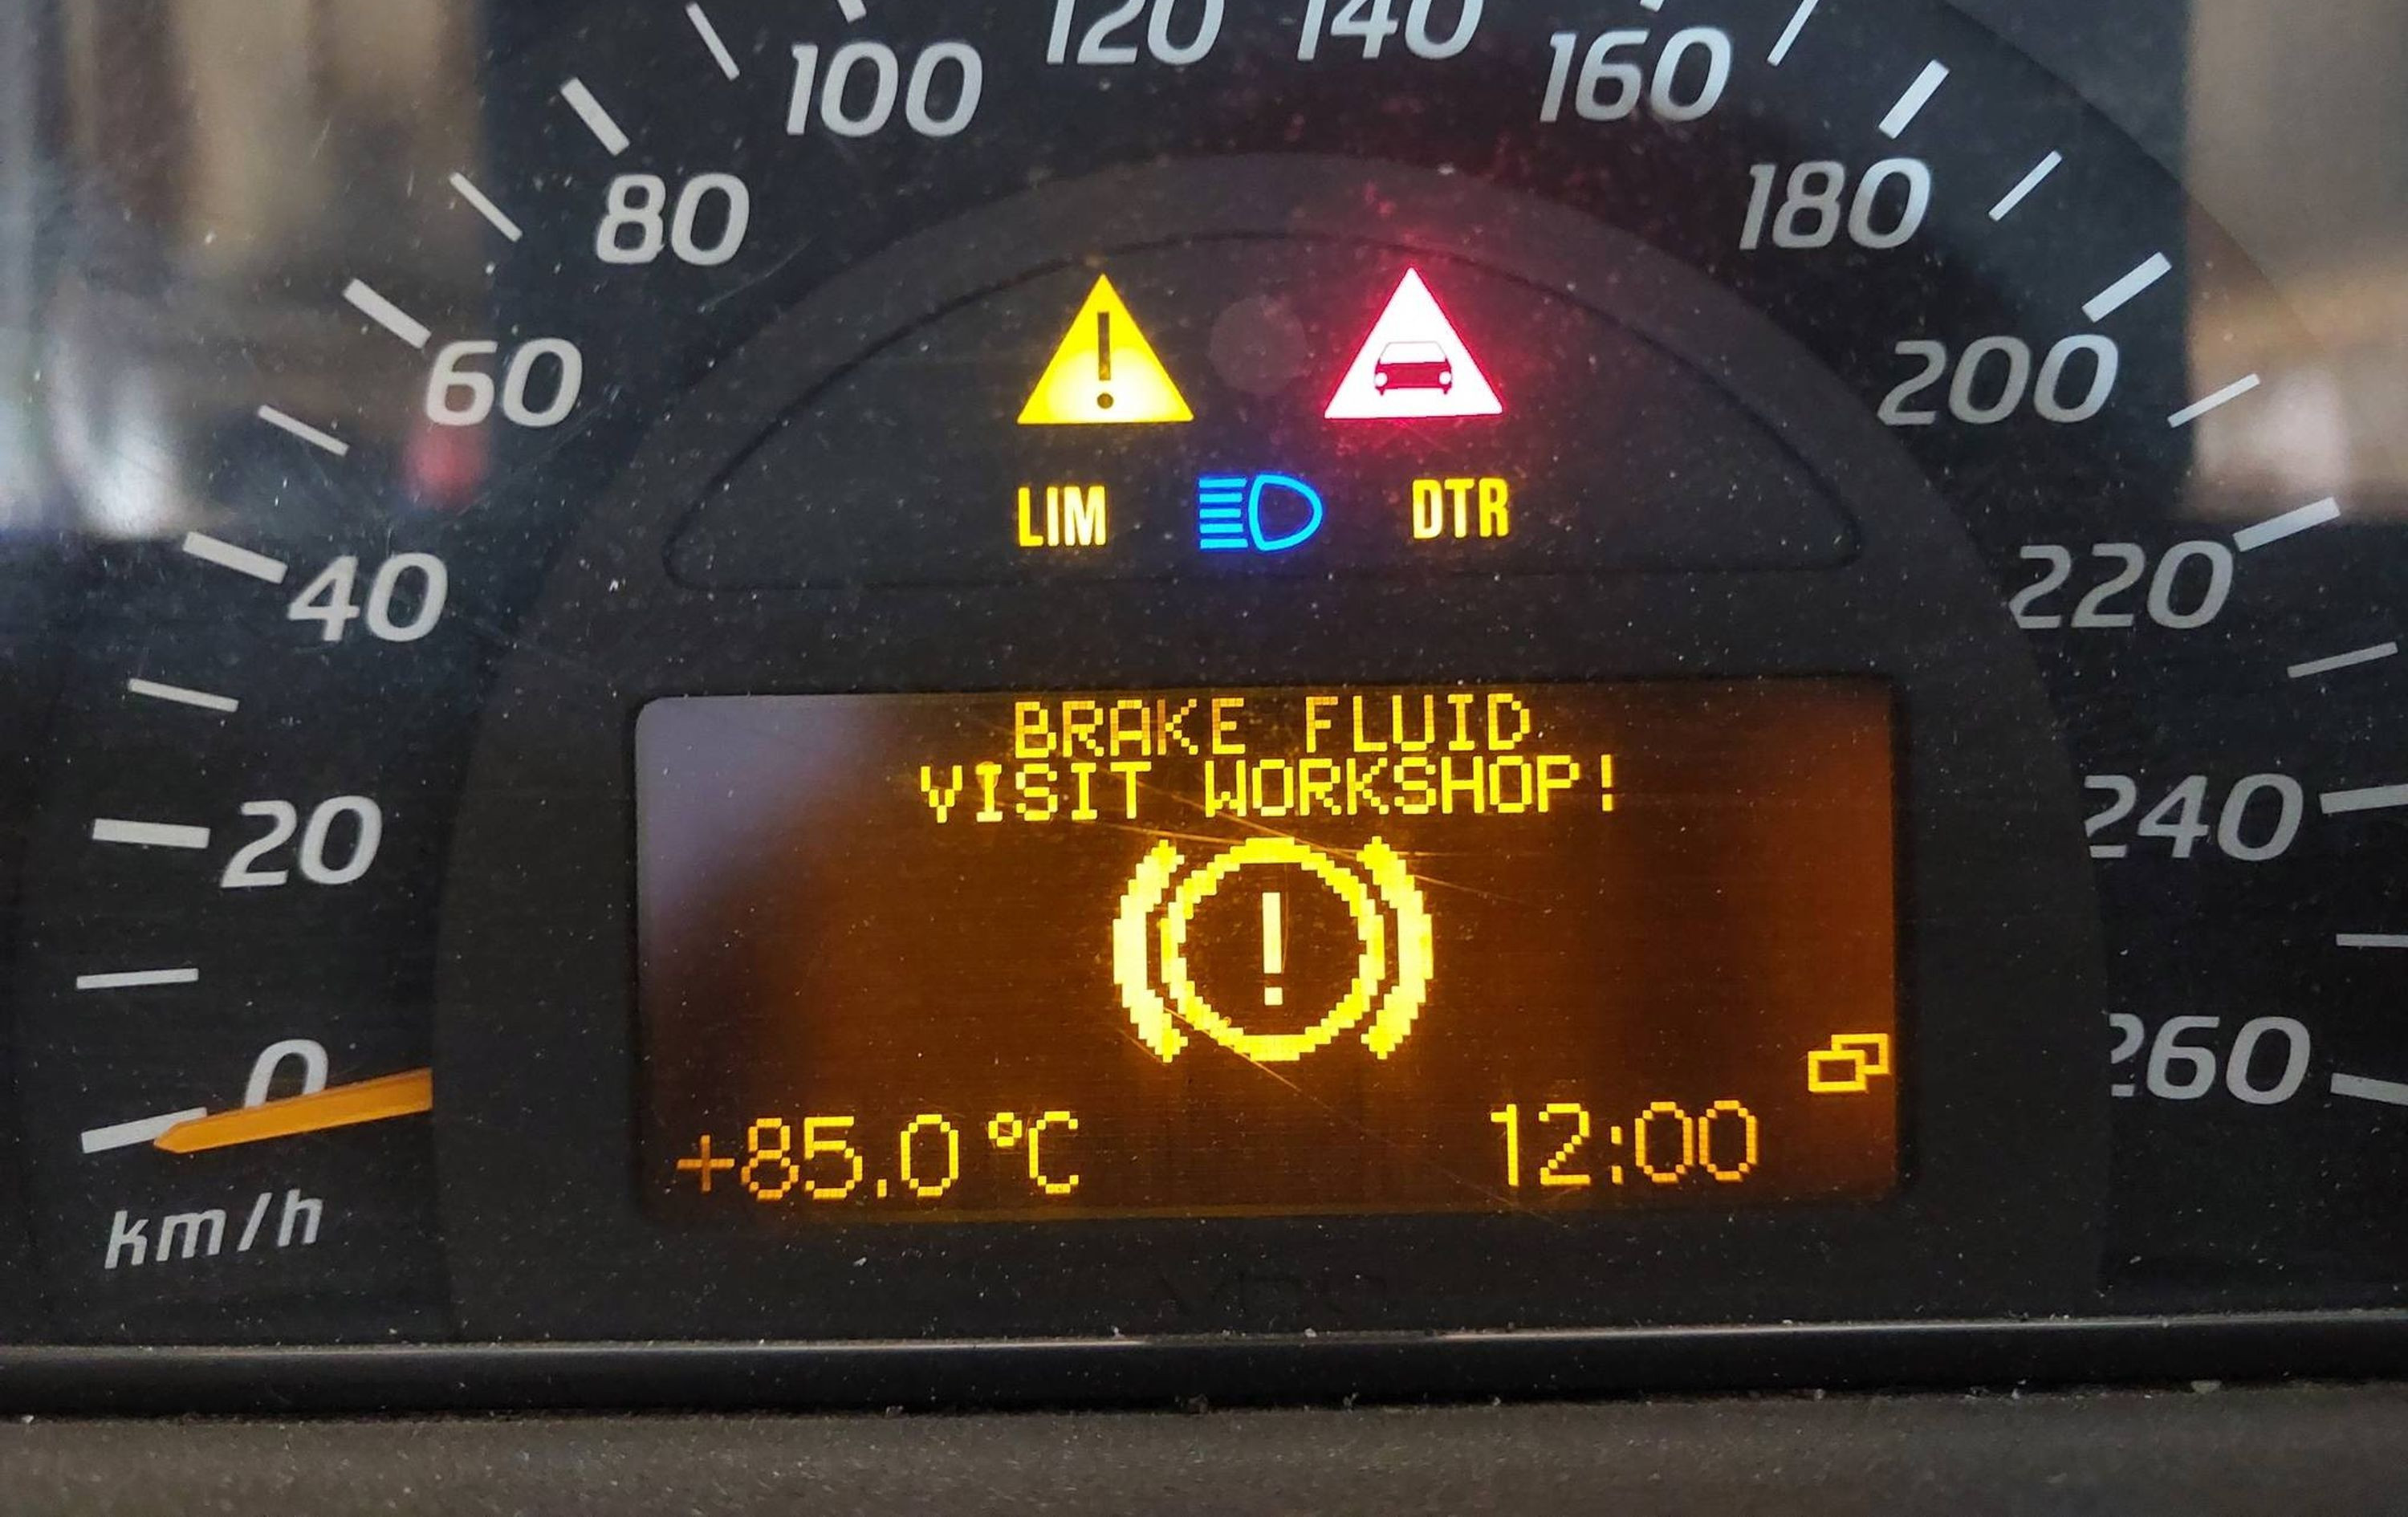 120 140
100 160
80 180
60 200
LIM DTR
40 220
BRAKE FLUID
VISIT WORKSHOP!
20 240
0 260
+85.0 °C 12:00
km/h
VDO